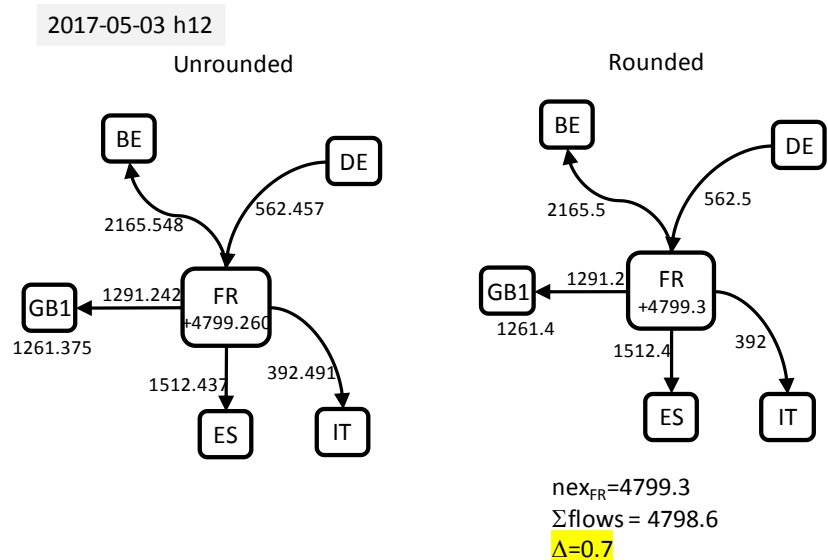 2017-05-03 h12
Unrounded
BE
DE
2165.548
562.457
GB1
1291.242
FR
+4799.260
1261.375
1512.437
392.491
ES
IT
Rounded
BE
DE
2165.5
562.5
GB1
1291.2
FR
+4799.3
1261.4
1512.4
392
ES
IT
nexFR=4799.3
Σflows = 4798.6
Δ=0.7